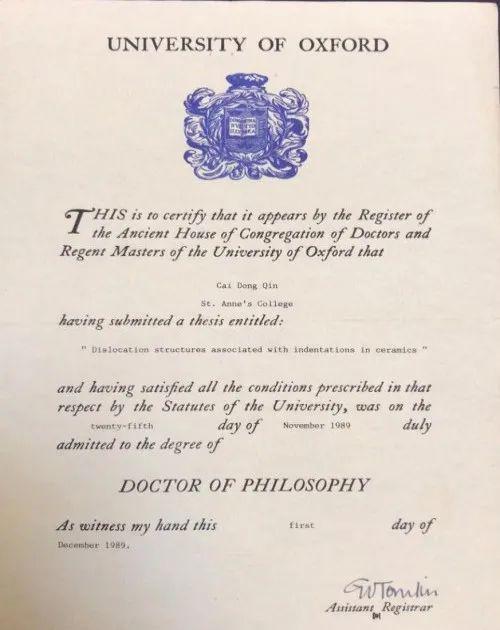 UNIVERSITY OF OXFORD
THIS is to certify that it appears by the Register of
the Ancient House of Congregation of Doctors and
Regent Masters of the University of Oxford that
Cai Dong Qin
St. Anne's College
having submitted a thesis entitled:
" Dislocation structures associated with indentations in ceramics "
and having satisfied all the conditions prescribed in that
respect by the Statutes of the University, was on the
twenty-fifth day of November 1989 duly
admitted to the degree of
DOCTOR OF PHILOSOPHY
As witness my hand this first day of
December 1989.
GW Tomlin
Assistant Registrar